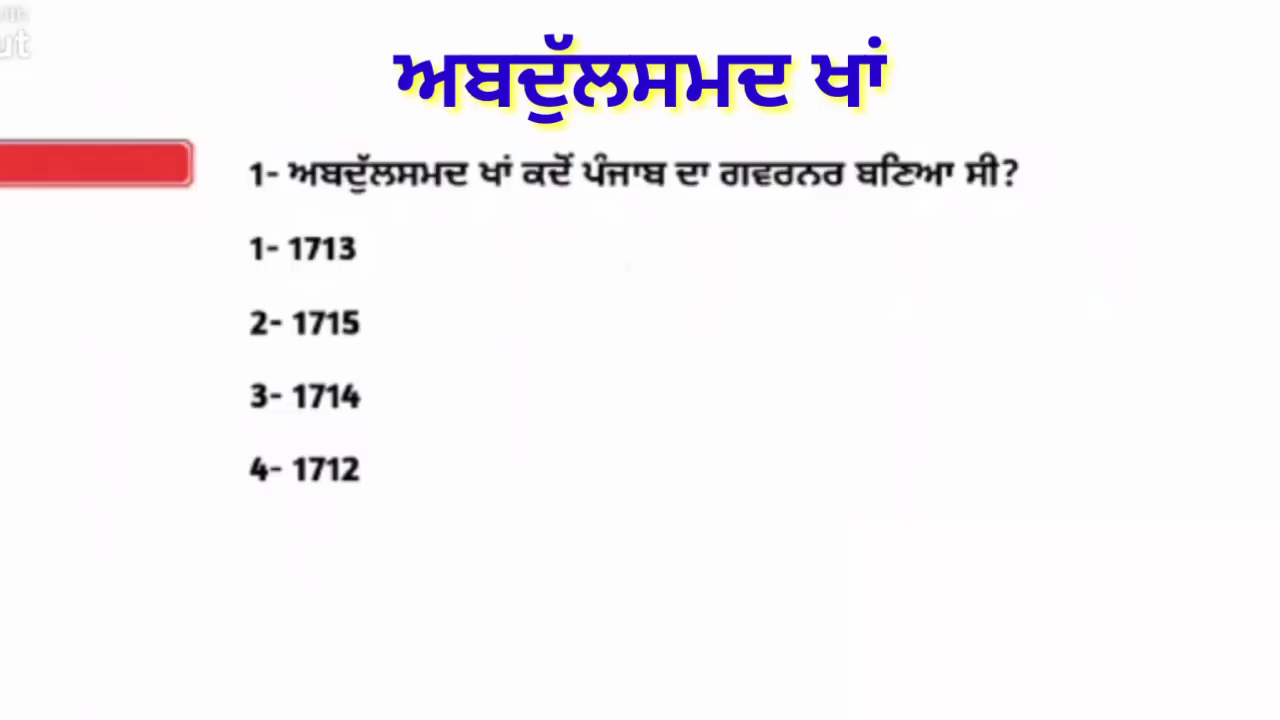 ਅਬਦੁੱਲਸਮਦ ਖਾਂ
1- ਅਬਦੁੱਲਸਮਦ ਖਾਂ ਕਦੋਂ ਪੰਜਾਬ ਦਾ ਗਵਰਨਰ ਬਣਿਆ ਸੀ?
1- 1713
2- 1715
3- 1714
4- 1712